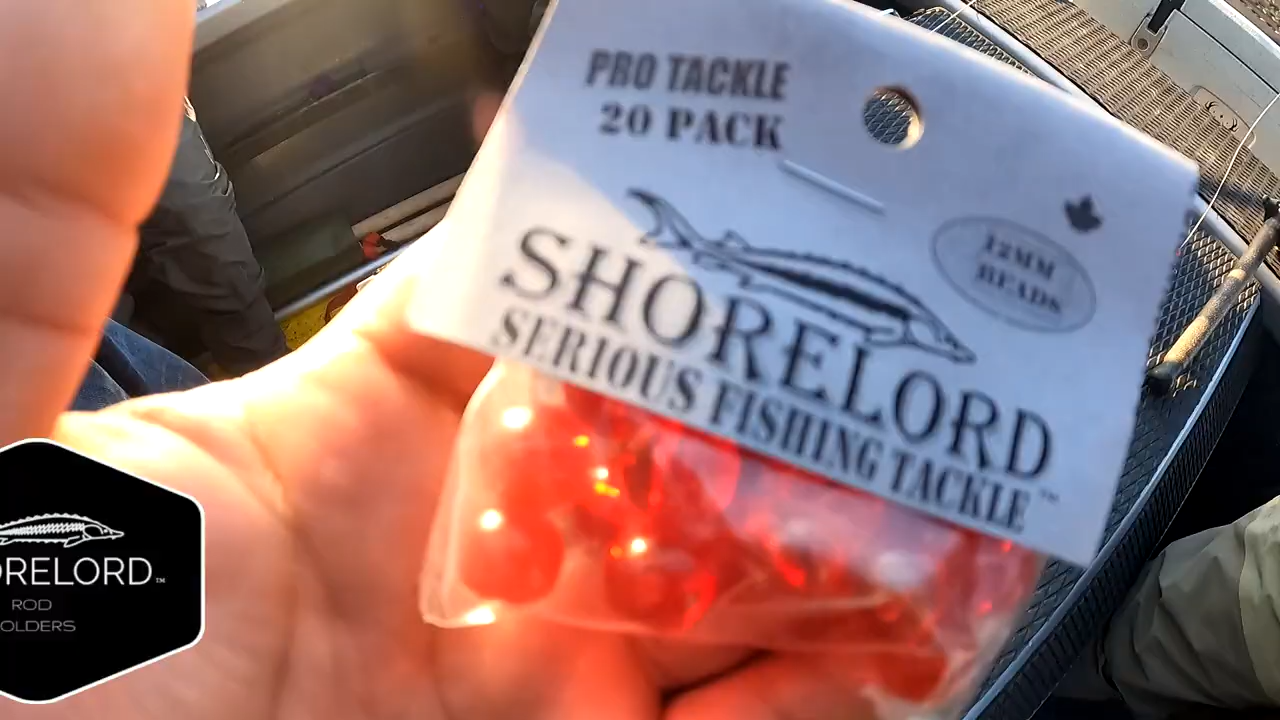 PRO TACKLE
20 PACK
12MM
BEADS
SHORELORD
SERIOUS FISHING TACKLE™
ORELORD™
ROD
OLDERS